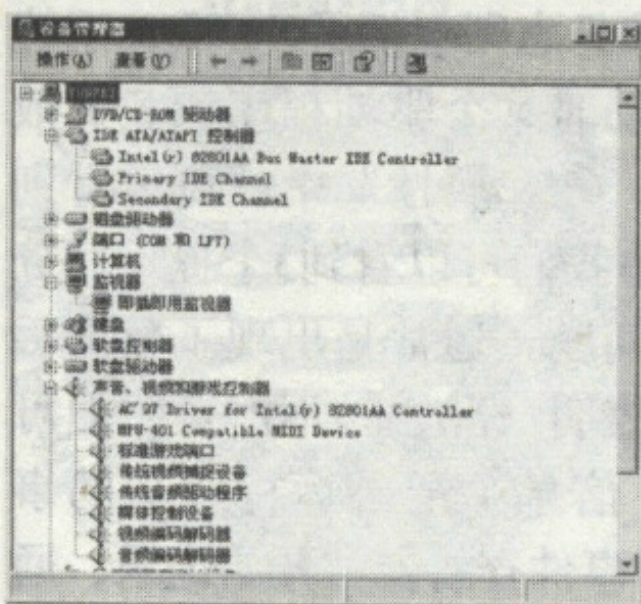 设备管理器
操作(A) 查看(V)
DVD/CD-ROM 驱动器
IDE ATA/ATAPI 控制器
Intel(r) 82801AA Bus Master IDE Controller
Primary IDE Channel
Secondary IDE Channel
磁盘驱动器
端口 (COM 和 LPT)
计算机
监视器
即插即用监视器
键盘
软盘控制器
软盘驱动器
声音、视频和游戏控制器
AC'97 Driver for Intel(r) 82801AA Controller
MPU-401 Compatible MIDI Device
标准游戏端口
传统视频捕捉设备
传统音频驱动程序
媒体控制设备
视频编码解码器
音频编码解码器